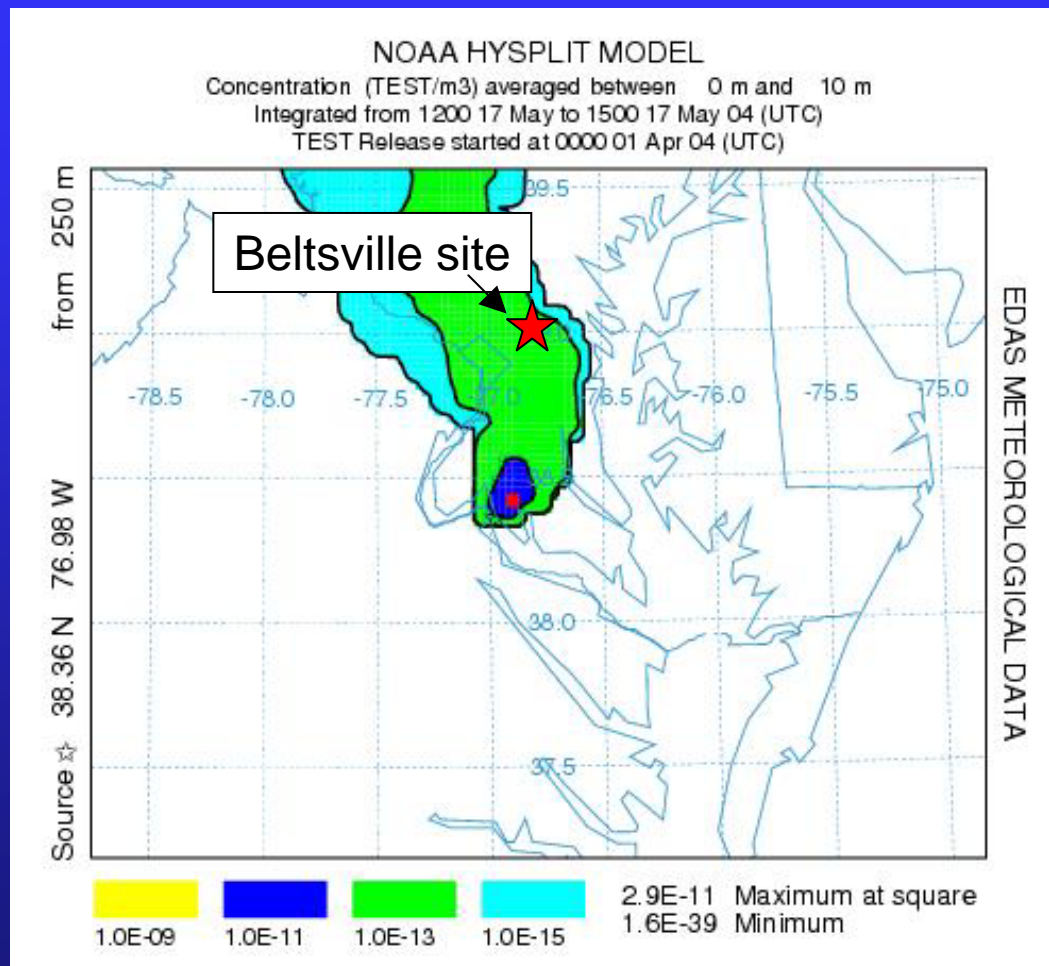 NOAA HYSPLIT MODEL
Concentration (TEST/m3) averaged between 0 m and 10 m
Integrated from 1200 17 May to 1500 17 May 04 (UTC)
TEST Release started at 0000 01 Apr 04 (UTC)
Source ☆ 38.36 N 76.98 W from 250 m
39.5
Beltsville site
-78.5 -78.0 -77.5 -77.0 -76.5 -76.0 -75.5 -75.0
38.0
37.5
EDAS METEOROLOGICAL DATA
1.0E-09 1.0E-11 1.0E-13 1.0E-15
2.9E-11 Maximum at square
1.6E-39 Minimum